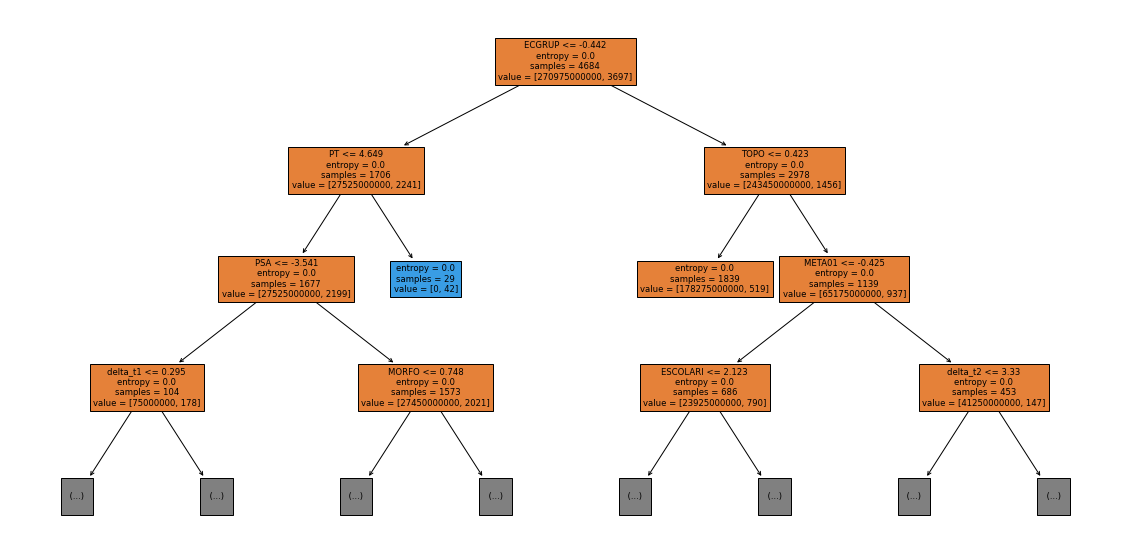 ECGRUP <= -0.442
entropy = 0.0
samples = 4684
value = [270975000000, 3697]
PT <= 4.649
entropy = 0.0
samples = 1706
value = [27525000000, 2241]
TOPO <= 0.423
entropy = 0.0
samples = 2978
value = [243450000000, 1456]
PSA <= -3.541
entropy = 0.0
samples = 1677
value = [27525000000, 2199]
entropy = 0.0
samples = 29
value = [0, 42]
entropy = 0.0
samples = 1839
value = [178275000000, 519]
META01 <= -0.425
entropy = 0.0
samples = 1139
value = [65175000000, 937]
delta_t1 <= 0.295
entropy = 0.0
samples = 104
value = [75000000, 178]
MORFO <= 0.748
entropy = 0.0
samples = 1573
value = [27450000000, 2021]
ESCOLARI <= 2.123
entropy = 0.0
samples = 686
value = [23925000000, 790]
delta_t2 <= 3.33
entropy = 0.0
samples = 453
value = [41250000000, 147]
(...)
(...)
(...)
(...)
(...)
(...)
(...)
(...)